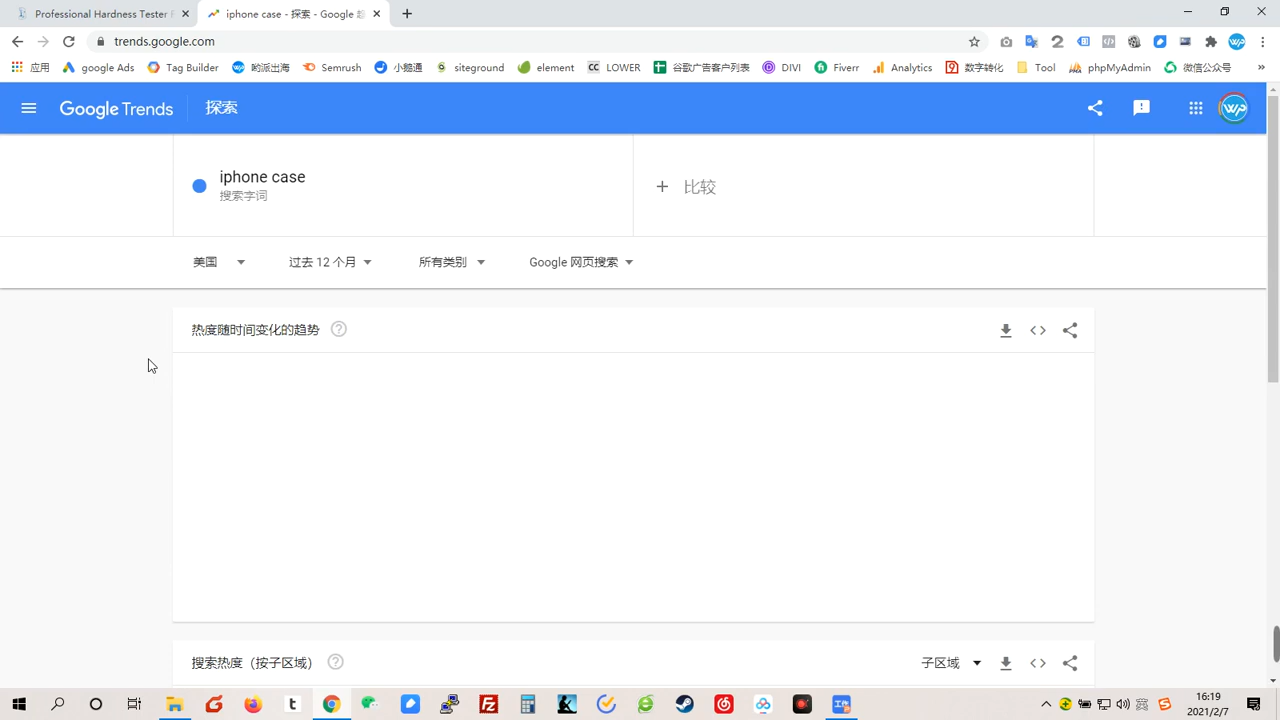 Professional Hardness Tester
iphone case - 探索 - Google
trends.google.com
应用
google Ads
Tag Builder
Semrush
小鹅通
siteground
element
LOWER
谷歌广告客户列表
DIVI
Fiverr
Analytics
数字转化
Tool
phpMyAdmin
微信公众号
»
Google Trends
探索
iphone case
搜索字词
+ 比较
美国
过去 12 个月
所有类别
Google 网页搜索
热度随时间变化的趋势
搜索热度（按子区域）
子区域
16:19
2021/2/7